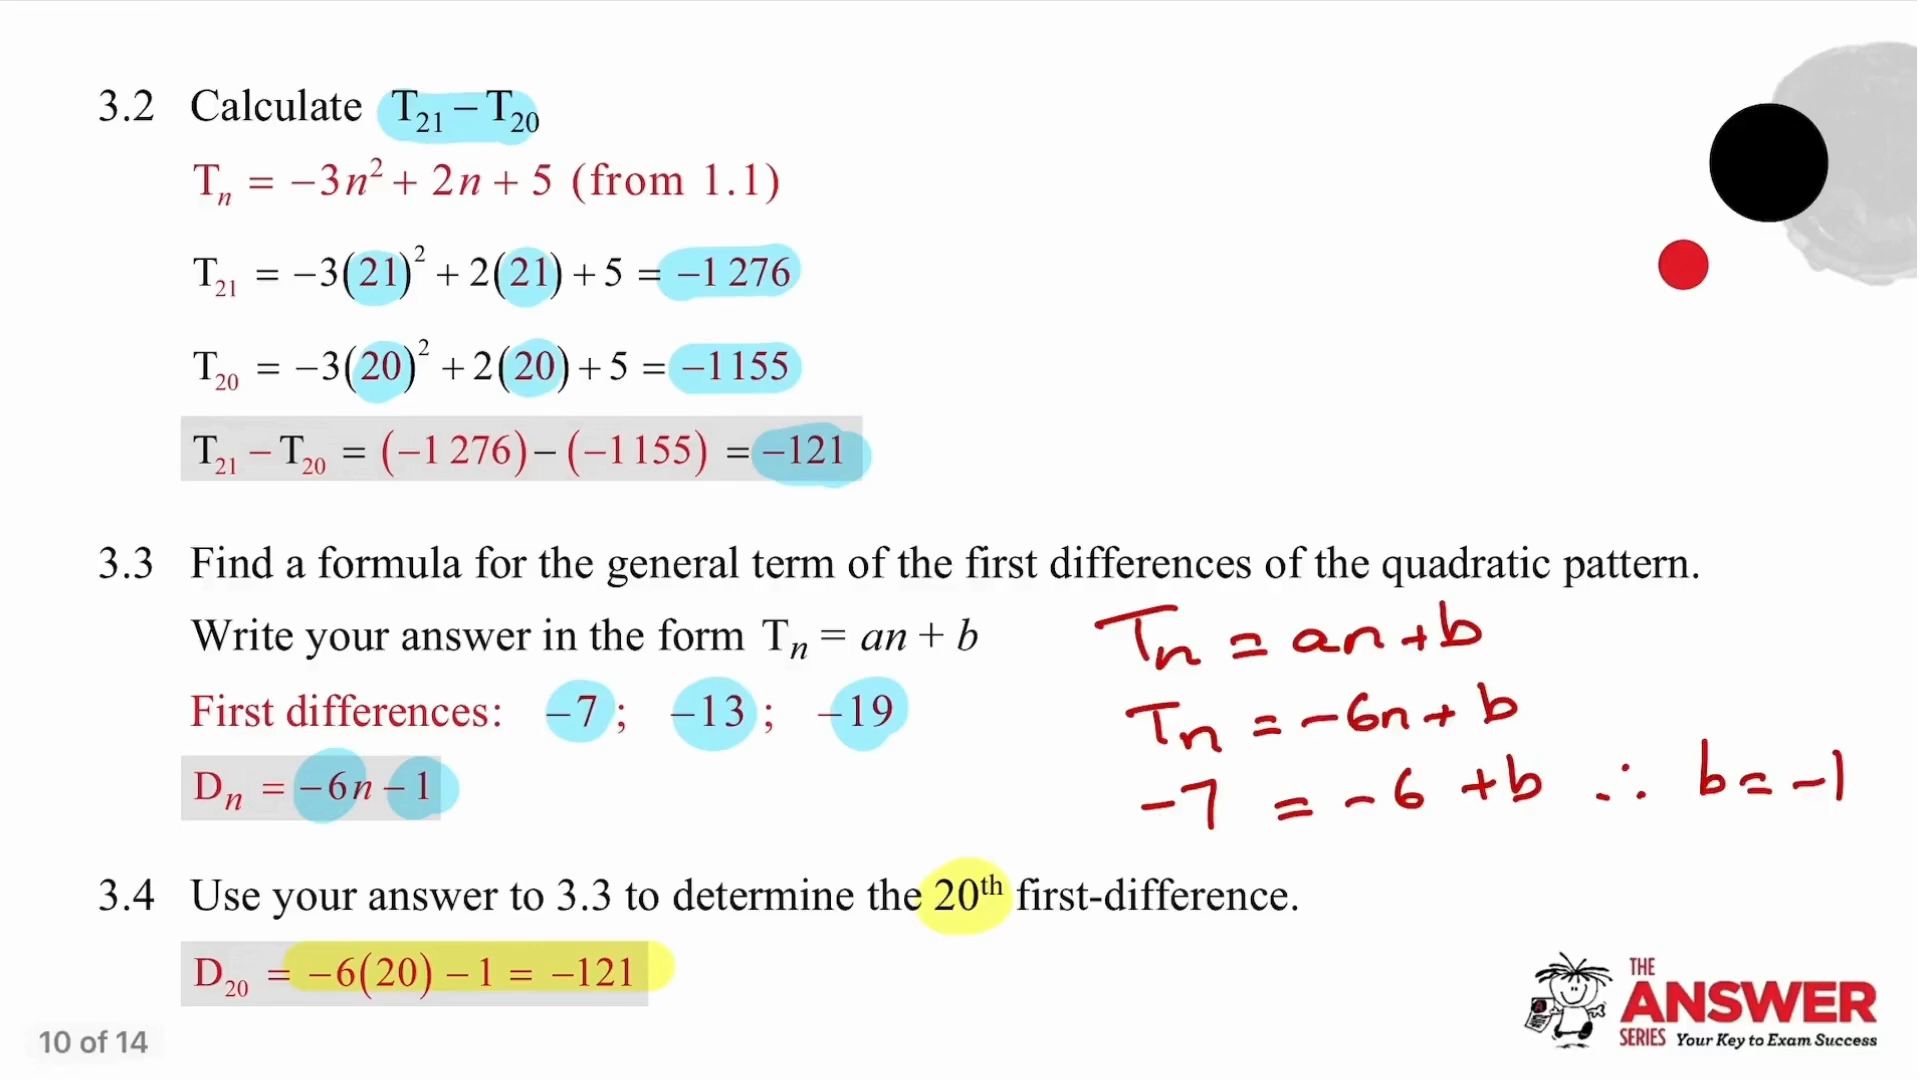 3.2 Calculate T₂₁ – T₂₀
Tₙ = –3n² + 2n + 5 (from 1.1)
T₂₁ = –3(21)² + 2(21) + 5 = –1 276
T₂₀ = –3(20)² + 2(20) + 5 = –1155
T₂₁ – T₂₀ = (–1 276) – (–1155) = –121
3.3 Find a formula for the general term of the first differences of the quadratic pattern.
Write your answer in the form Tₙ = an + b
Tₙ = an + b
First differences: –7 ; –13 ; –19
Tₙ = –6n + b
Dₙ = –6n – 1
–7 = –6 + b ∴ b = –1
3.4 Use your answer to 3.3 to determine the 20ᵗʰ first-difference.
D₂₀ = –6(20) – 1 = –121
10 of 14
THE
ANSWER
SERIES Your Key to Exam Success